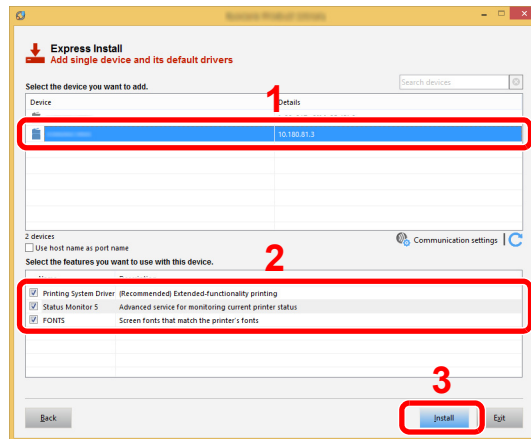 Express Install
Add single device and its default drivers
Select the device you want to add.
Search devices
1
Device Details
10.180.81.3
2 devices
Communication settings
Use host name as port name
2
Select the features you want to use with this device.
Printing System Driver (Recommended) Extended-functionality printing
Status Monitor 5 Advanced service for monitoring current printer status
FONTS Screen fonts that match the printer's fonts
3
Back Install Exit